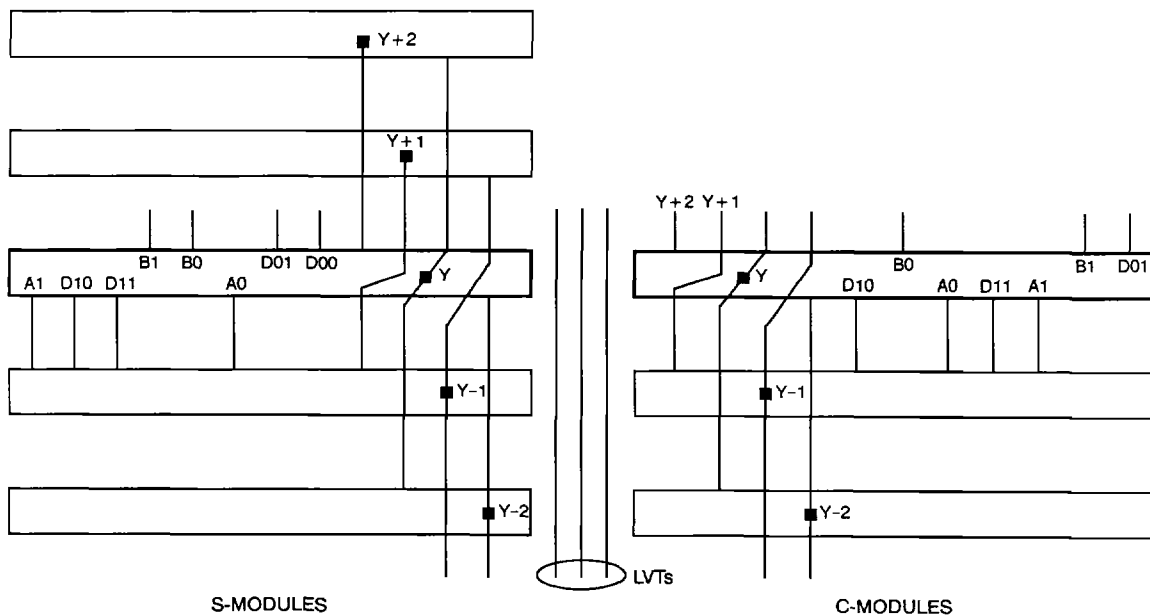 Y+2
Y+1
Y+2 Y+1
B1 B0 D01 D00
Y
A1 D10 D11 A0
Y
B0 B1 D01
D10 A0 D11 A1
Y-1
Y-1
Y-2
Y-2
LVTs
S-MODULES
C-MODULES